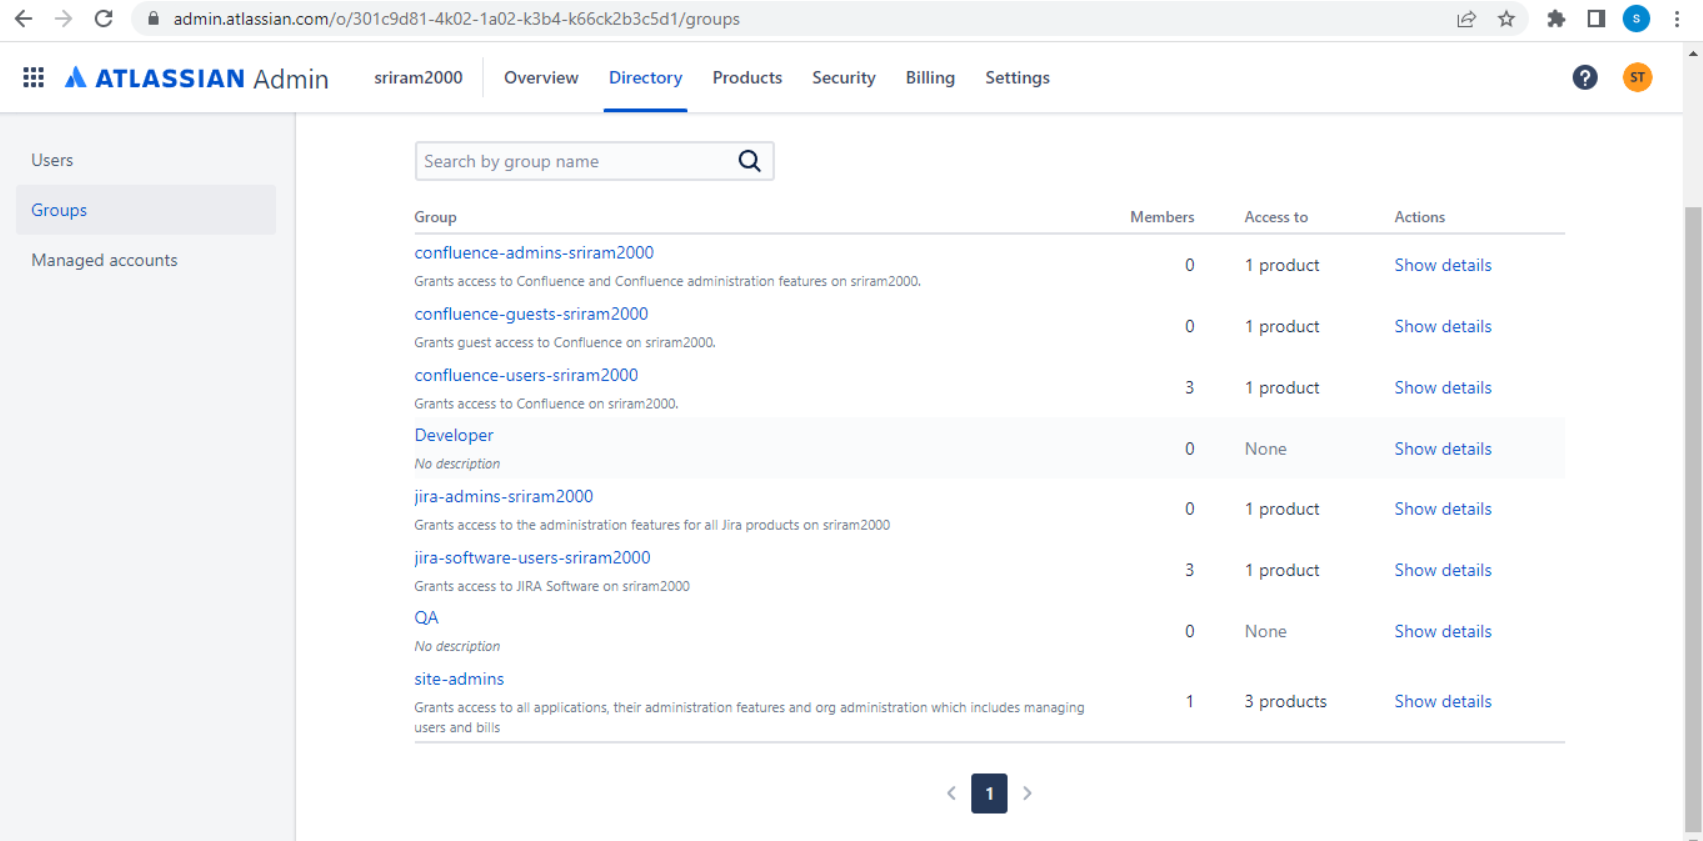 admin.atlassian.com/o/301c9d81-4k02-1a02-k3b4-k66ck2b3c5d1/groups
S
ATLASSIAN Admin sriram2000 Overview Directory Products Security Billing Settings ? ST
Users
Groups
Managed accounts
Search by group name
Group Members Access to Actions
confluence-admins-sriram2000
Grants access to Confluence and Confluence administration features on sriram2000.
0 1 product Show details
confluence-guests-sriram2000
Grants guest access to Confluence on sriram2000.
0 1 product Show details
confluence-users-sriram2000
Grants access to Confluence on sriram2000.
3 1 product Show details
Developer
No description
0 None Show details
jira-admins-sriram2000
Grants access to the administration features for all Jira products on sriram2000
0 1 product Show details
jira-software-users-sriram2000
Grants access to JIRA Software on sriram2000
3 1 product Show details
QA
No description
0 None Show details
site-admins
Grants access to all applications, their administration features and org administration which includes managing
users and bills
1 3 products Show details
< 1 >